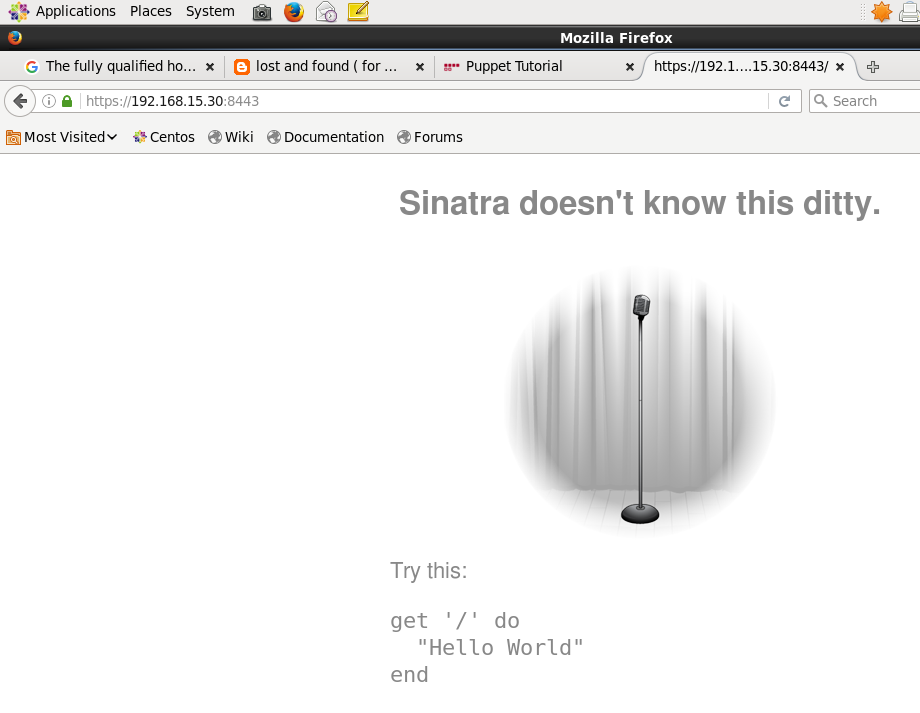 Applications Places System
Mozilla Firefox
The fully qualified ho...
lost and found ( for ...
Puppet Tutorial
https://192.1....15.30:8443/
https://192.168.15.30:8443
Search
Most Visited
Centos
Wiki
Documentation
Forums
Sinatra doesn't know this ditty.
Try this:
get '/' do
  "Hello World"
end